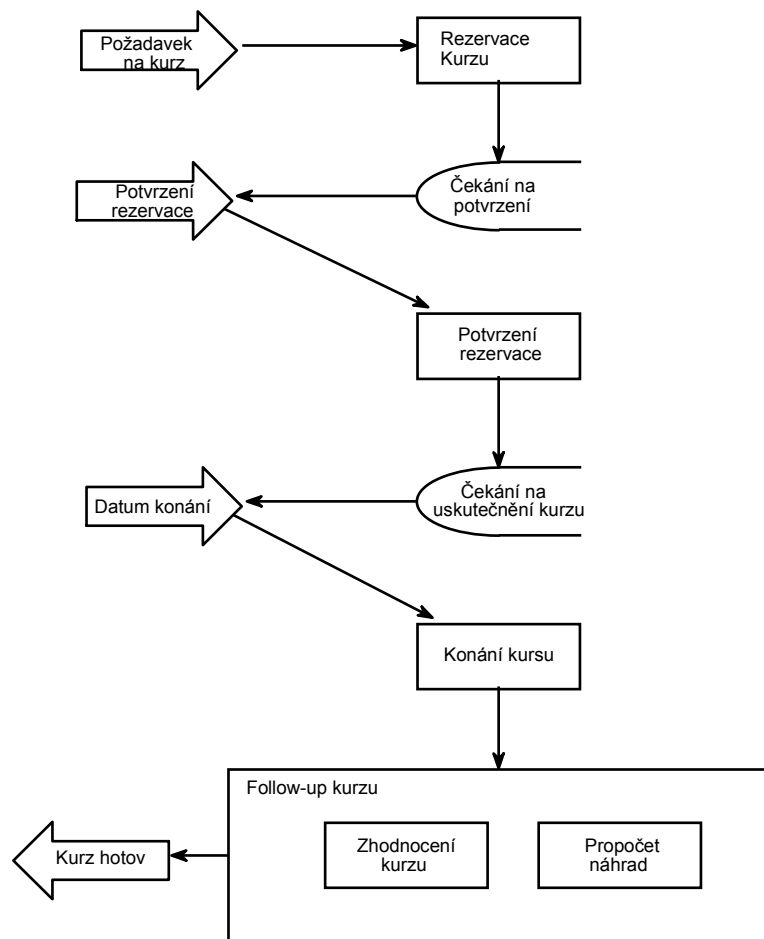 Požadavek
na kurz
Rezervace
Kurzu
Potvrzení
rezervace
Čekání na
potvrzení
Potvrzení
rezervace
Datum konání
Čekání na
uskutečnění kurzu
Konání kursu
Follow-up kurzu
Kurz hotov
Zhodnocení
kurzu
Propočet
náhrad